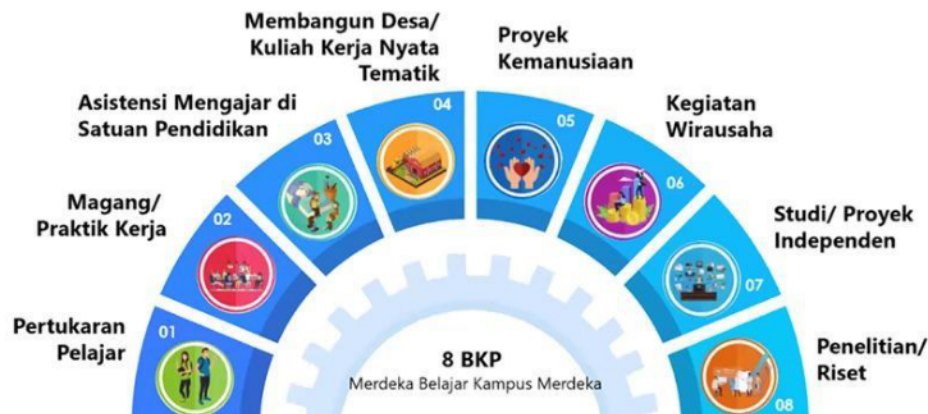 Membangun Desa/
Kuliah Kerja Nyata
Tematik
Proyek
Kemanusiaan
Asistensi Mengajar di
Satuan Pendidikan
Kegiatan
Wirausaha
Magang/
Praktik Kerja
Studi/ Proyek
Independen
Pertukaran
Pelajar
Penelitian/
Riset
01
02
03
04
05
06
07
08
8 BKP
Merdeka Belajar Kampus Merdeka